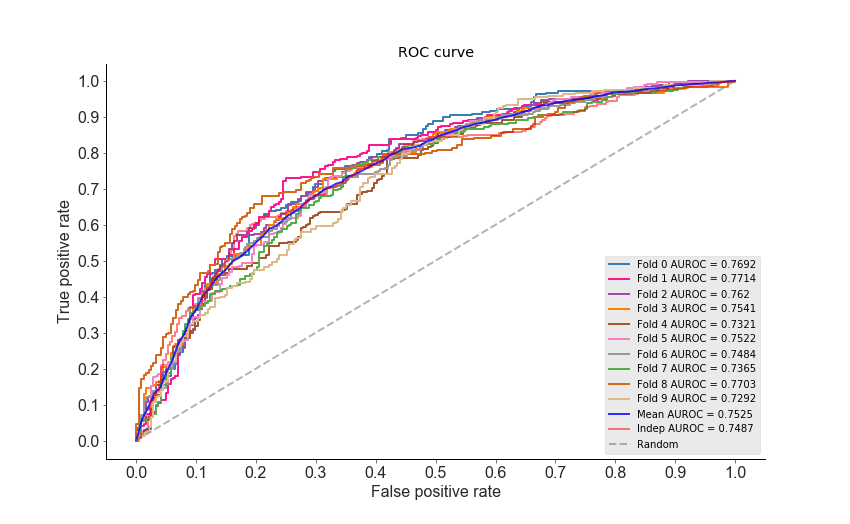 ROC curve
True positive rate
1.0
0.9
0.8
0.7
0.6
0.5
0.4
0.3
0.2
0.1
0.0
0.0 0.1 0.2 0.3 0.4 0.5 0.6 0.7 0.8 0.9 1.0
False positive rate
Fold 0 AUROC = 0.7692
Fold 1 AUROC = 0.7714
Fold 2 AUROC = 0.762
Fold 3 AUROC = 0.7541
Fold 4 AUROC = 0.7321
Fold 5 AUROC = 0.7522
Fold 6 AUROC = 0.7484
Fold 7 AUROC = 0.7365
Fold 8 AUROC = 0.7703
Fold 9 AUROC = 0.7292
Mean AUROC = 0.7525
Indep AUROC = 0.7487
Random